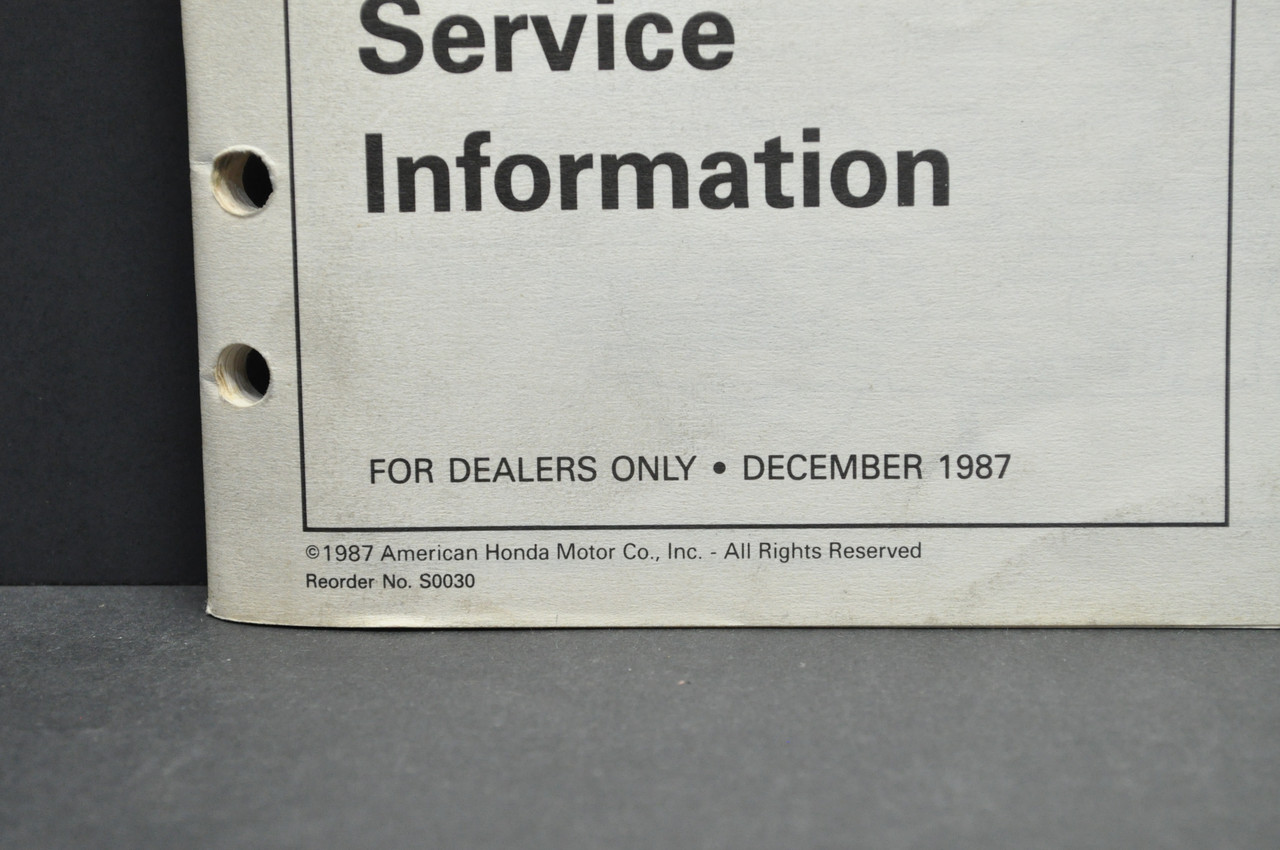 Service
Information
FOR DEALERS ONLY • DECEMBER 1987
©1987 American Honda Motor Co., Inc. - All Rights Reserved
Reorder No. S0030